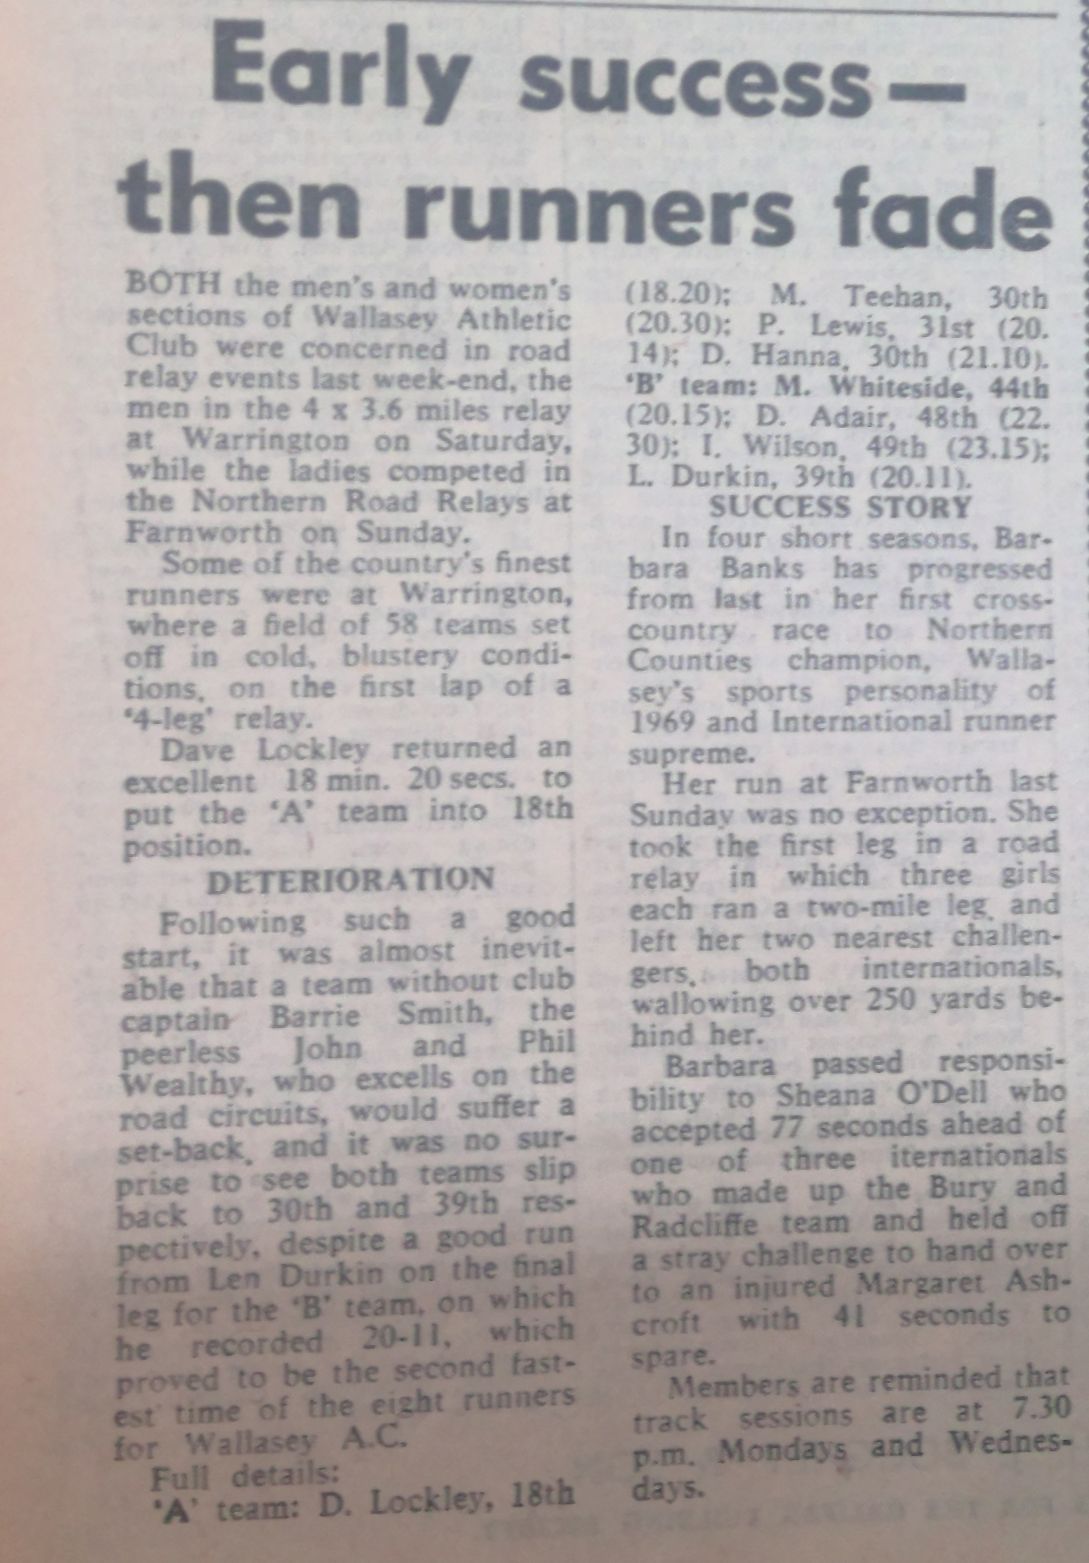 Early success—
then runners fade
BOTH the men's and women's
sections of Wallasey Athletic
Club were concerned in road
relay events last week-end, the
men in the 4 x 3.6 miles relay
at Warrington on Saturday,
while the ladies competed in
the Northern Road Relays at
Farnworth on Sunday.
Some of the country's finest
runners were at Warrington,
where a field of 58 teams set
off in cold, blustery condi-
tions, on the first lap of a
'4-leg' relay.
Dave Lockley returned an
excellent 18 min. 20 secs. to
put the 'A' team into 18th
position.
DETERIORATION
Following such a good
start, it was almost inevit-
able that a team without club
captain Barrie Smith, the
peerless John and Phil
Wealthy, who excells on the
road circuits, would suffer a
set-back, and it was no sur-
prise to see both teams slip
back to 30th and 39th res-
pectively, despite a good run
from Len Durkin on the final
leg for the 'B' team, on which
he recorded 20-11, which
proved to be the second fast-
est time of the eight runners
for Wallasey A.C.
Full details:
'A' team: D. Lockley, 18th
(18.20); M. Teehan, 30th
(20.30); P. Lewis, 31st (20.
14); D. Hanna, 30th (21.10).
'B' team: M. Whiteside, 44th
(20.15); D. Adair, 48th (22.
30); I. Wilson, 49th (23.15);
L. Durkin, 39th (20.11).
SUCCESS STORY
In four short seasons, Bar-
bara Banks has progressed
from last in her first cross-
country race to Northern
Counties champion, Walla-
sey's sports personality of
1969 and International runner
supreme.
Her run at Farnworth last
Sunday was no exception. She
took the first leg in a road
relay in which three girls
each ran a two-mile leg, and
left her two nearest challen-
gers, both internationals,
wallowing over 250 yards be-
hind her.
Barbara passed responsi-
bility to Sheana O'Dell who
accepted 77 seconds ahead of
one of three iternationals
who made up the Bury and
Radcliffe team and held off
a stray challenge to hand over
to an injured Margaret Ash-
croft with 41 seconds to
spare.
Members are reminded that
track sessions are at 7.30
p.m. Mondays and Wednes-
days.